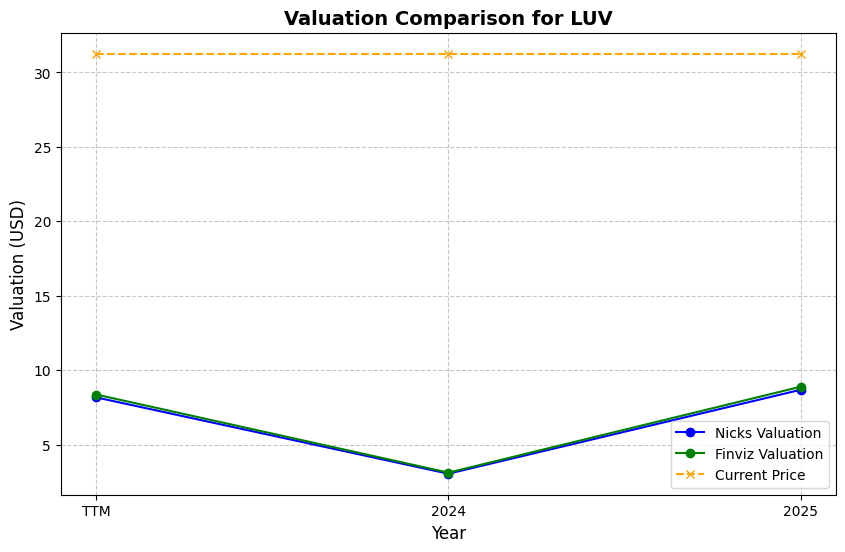 Valuation Comparison for LUV
Valuation (USD)
30
25
20
15
10
5
TTM
2024
2025
Year
Nicks Valuation
Finviz Valuation
Current Price